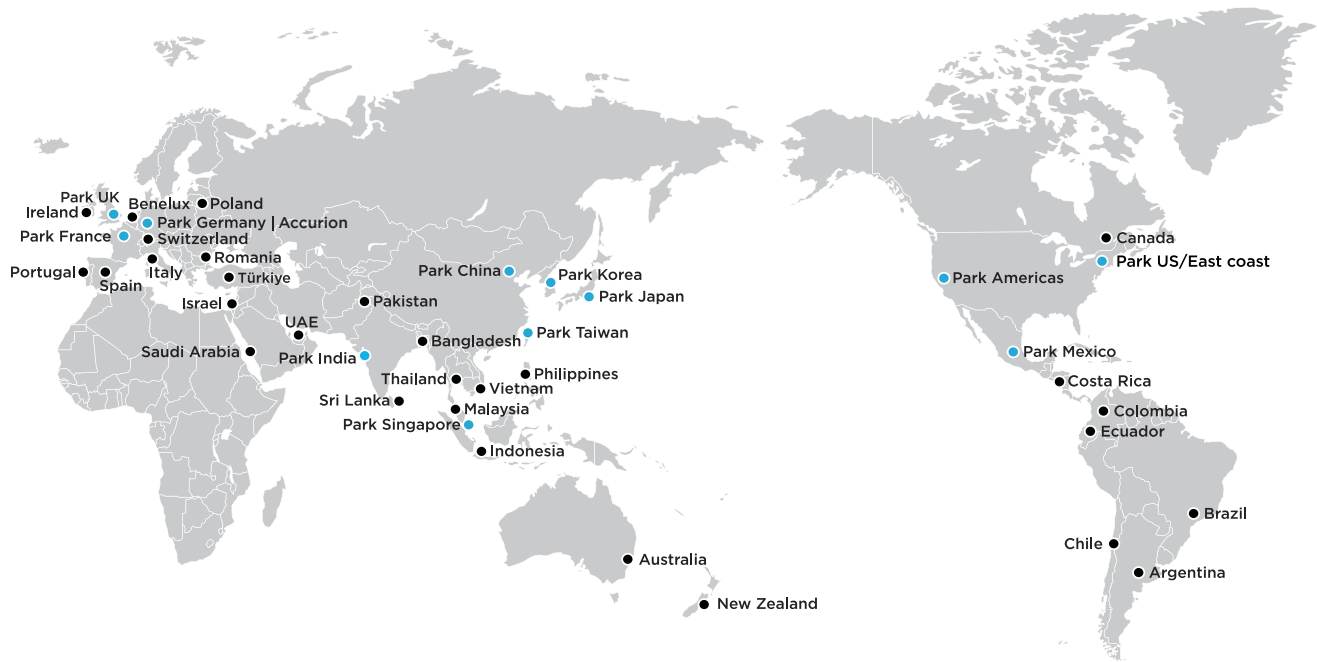 Park UK
Benelux
Poland
Ireland
Park Germany | Accurion
Park France
Switzerland
Romania
Portugal
Spain
Italy
Türkiye
Israel
UAE
Saudi Arabia
Pakistan
Park India
Bangladesh
Park China
Park Korea
Park Japan
Park Taiwan
Thailand
Philippines
Vietnam
Sri Lanka
Malaysia
Park Singapore
Indonesia
Australia
New Zealand
Canada
Park US/East coast
Park Americas
Park Mexico
Costa Rica
Colombia
Ecuador
Brazil
Chile
Argentina